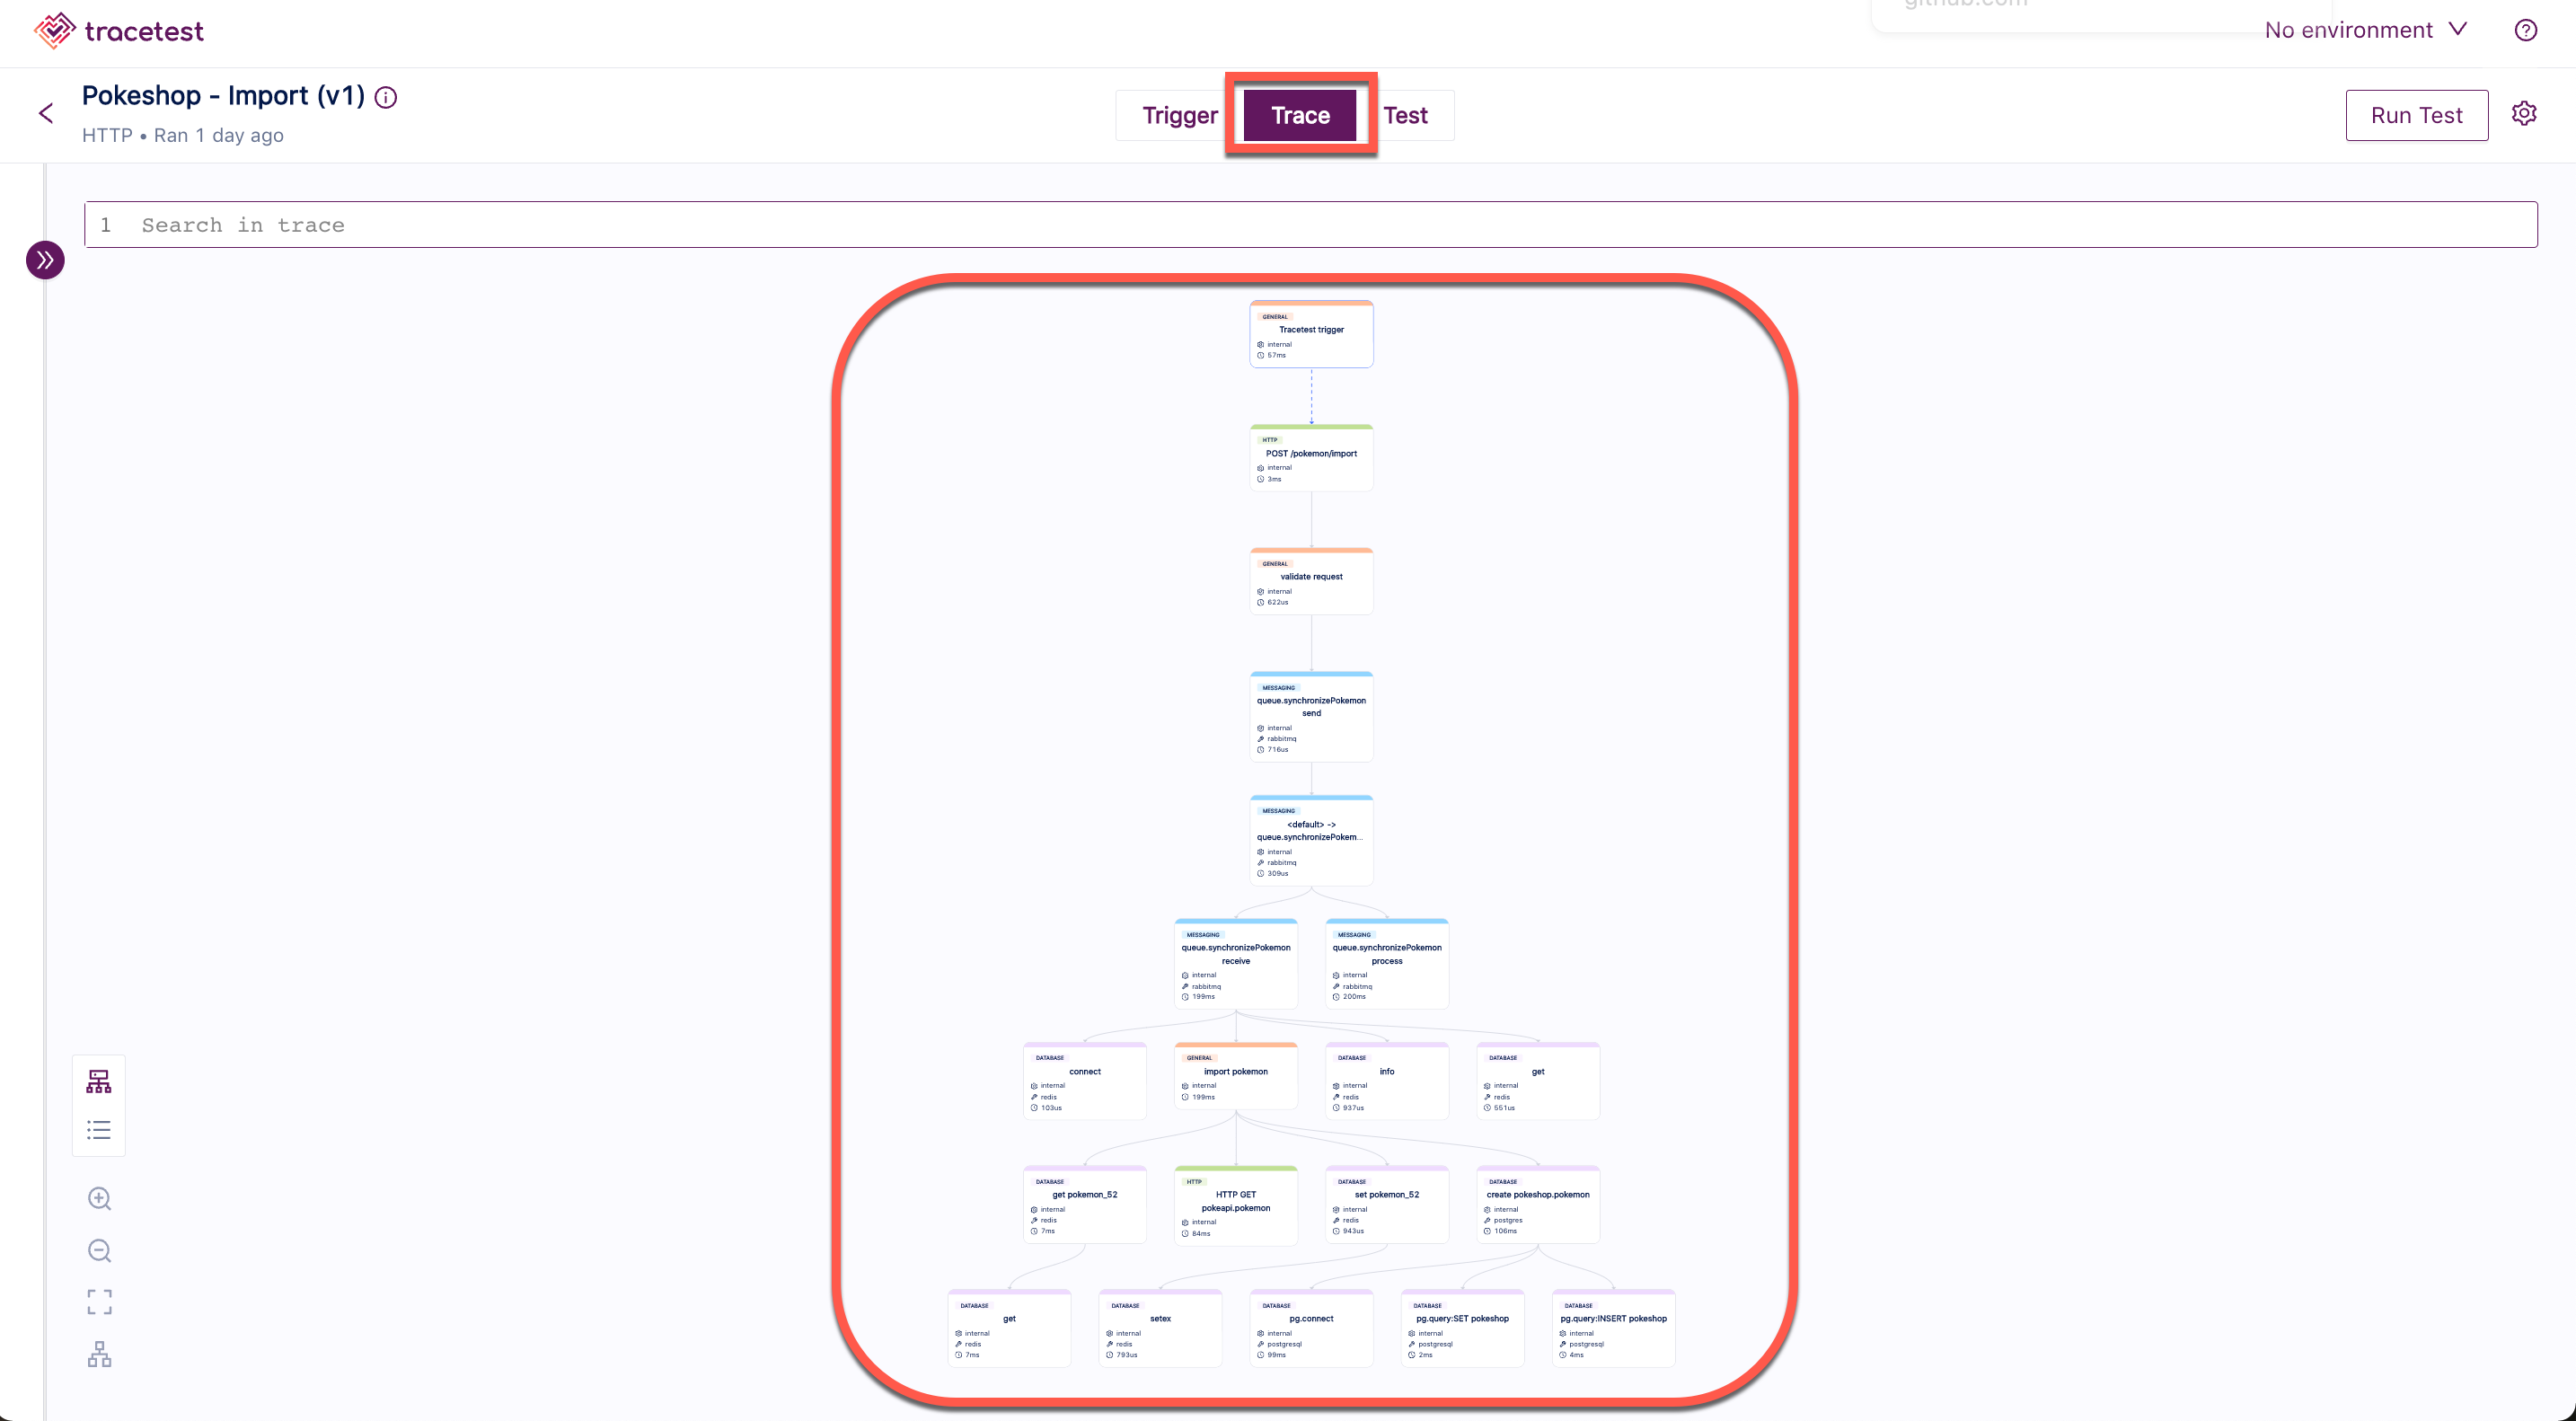 github.com
tracetest
No environment
Pokeshop - Import (v1)
HTTP • Ran 1 day ago
Trigger
Trace
Test
Run Test
1 Search in trace
GENERAL
Tracetest trigger
internal
57ms
HTTP
POST /pokemon/import
internal
3ms
GENERAL
validate request
internal
622us
MESSAGING
queue.synchronizePokemon
send
internal
rabbitmq
716us
MESSAGING
<default> ->
queue.synchronizePokem...
internal
rabbitmq
309us
MESSAGING
queue.synchronizePokemon
receive
internal
rabbitmq
199ms
MESSAGING
queue.synchronizePokemon
process
internal
rabbitmq
200ms
DATABASE
connect
internal
redis
103us
GENERAL
import pokemon
internal
199ms
DATABASE
info
internal
redis
937us
DATABASE
get
internal
redis
551us
DATABASE
get pokemon_52
internal
redis
7ms
HTTP
HTTP GET
pokeapi.pokemon
internal
84ms
DATABASE
set pokemon_52
internal
redis
943us
DATABASE
create pokeshop.pokemon
internal
postgres
106ms
DATABASE
get
internal
redis
7ms
DATABASE
setex
internal
redis
793us
DATABASE
pg.connect
internal
postgresql
99ms
DATABASE
pg.query:SET pokeshop
internal
postgresql
2ms
DATABASE
pg.query:INSERT pokeshop
internal
postgresql
4ms